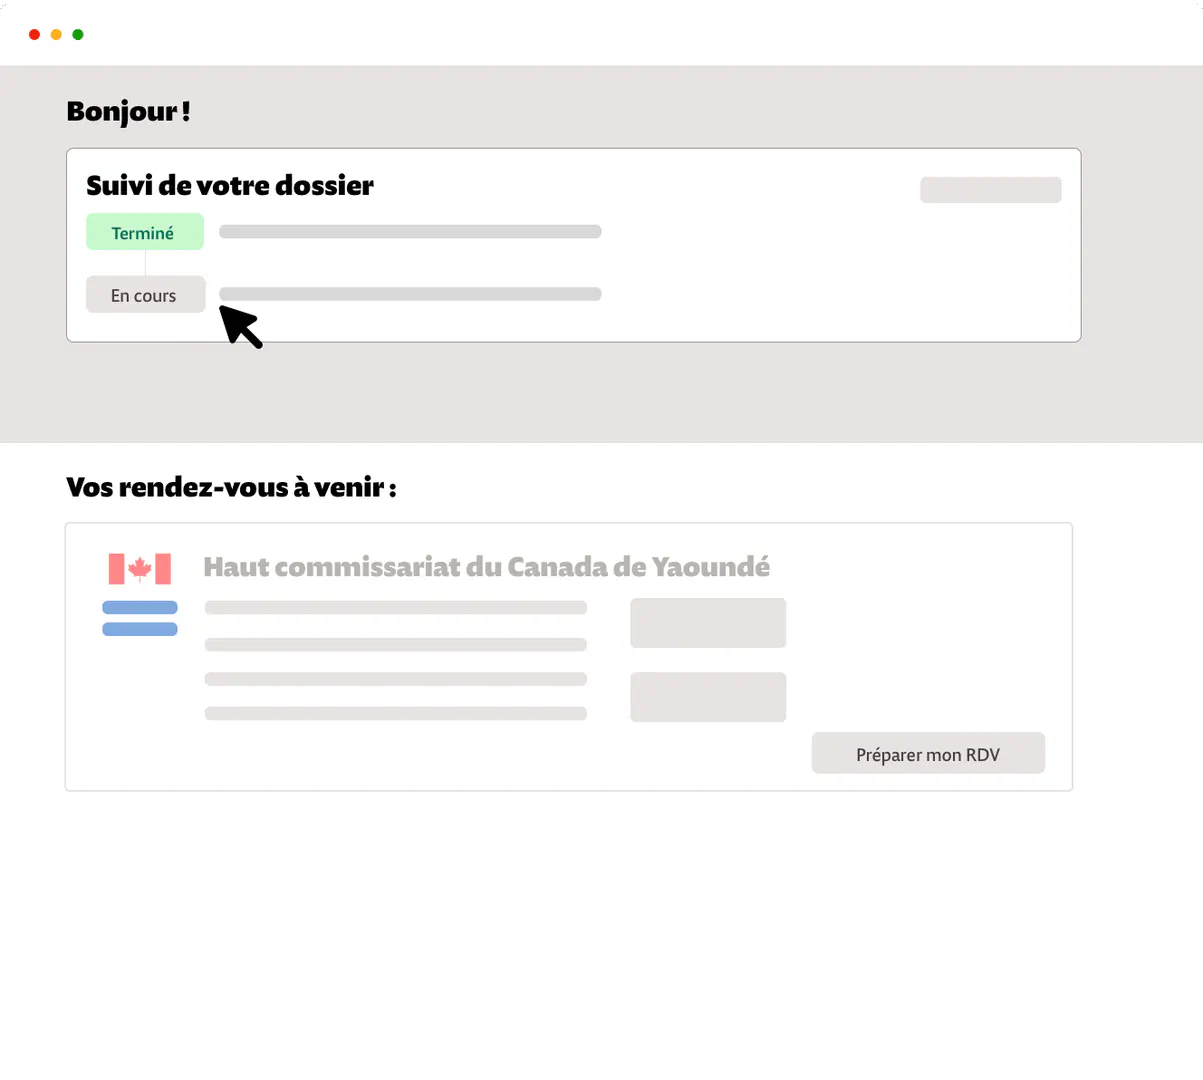 Bonjour !
Suivi de votre dossier
Terminé
En cours
Vos rendez-vous à venir :
Haut commissariat du Canada de Yaoundé
Préparer mon RDV